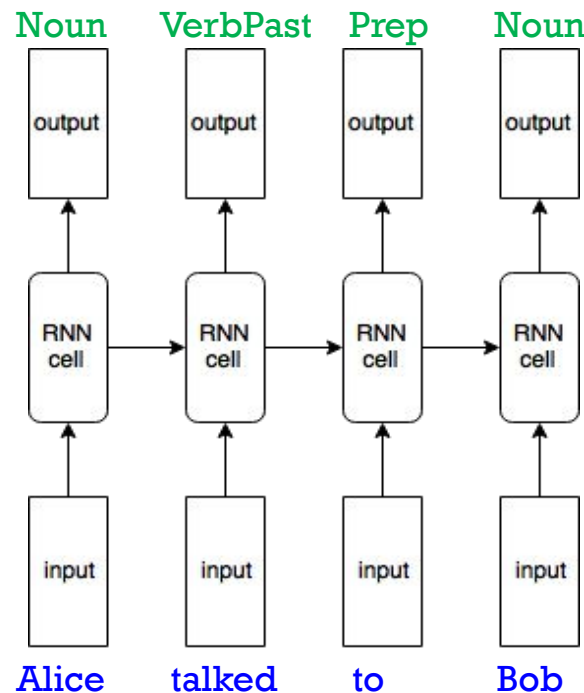 Noun VerbPast Prep Noun
output output output output
RNN cell RNN cell RNN cell RNN cell
input input input input
Alice talked to Bob